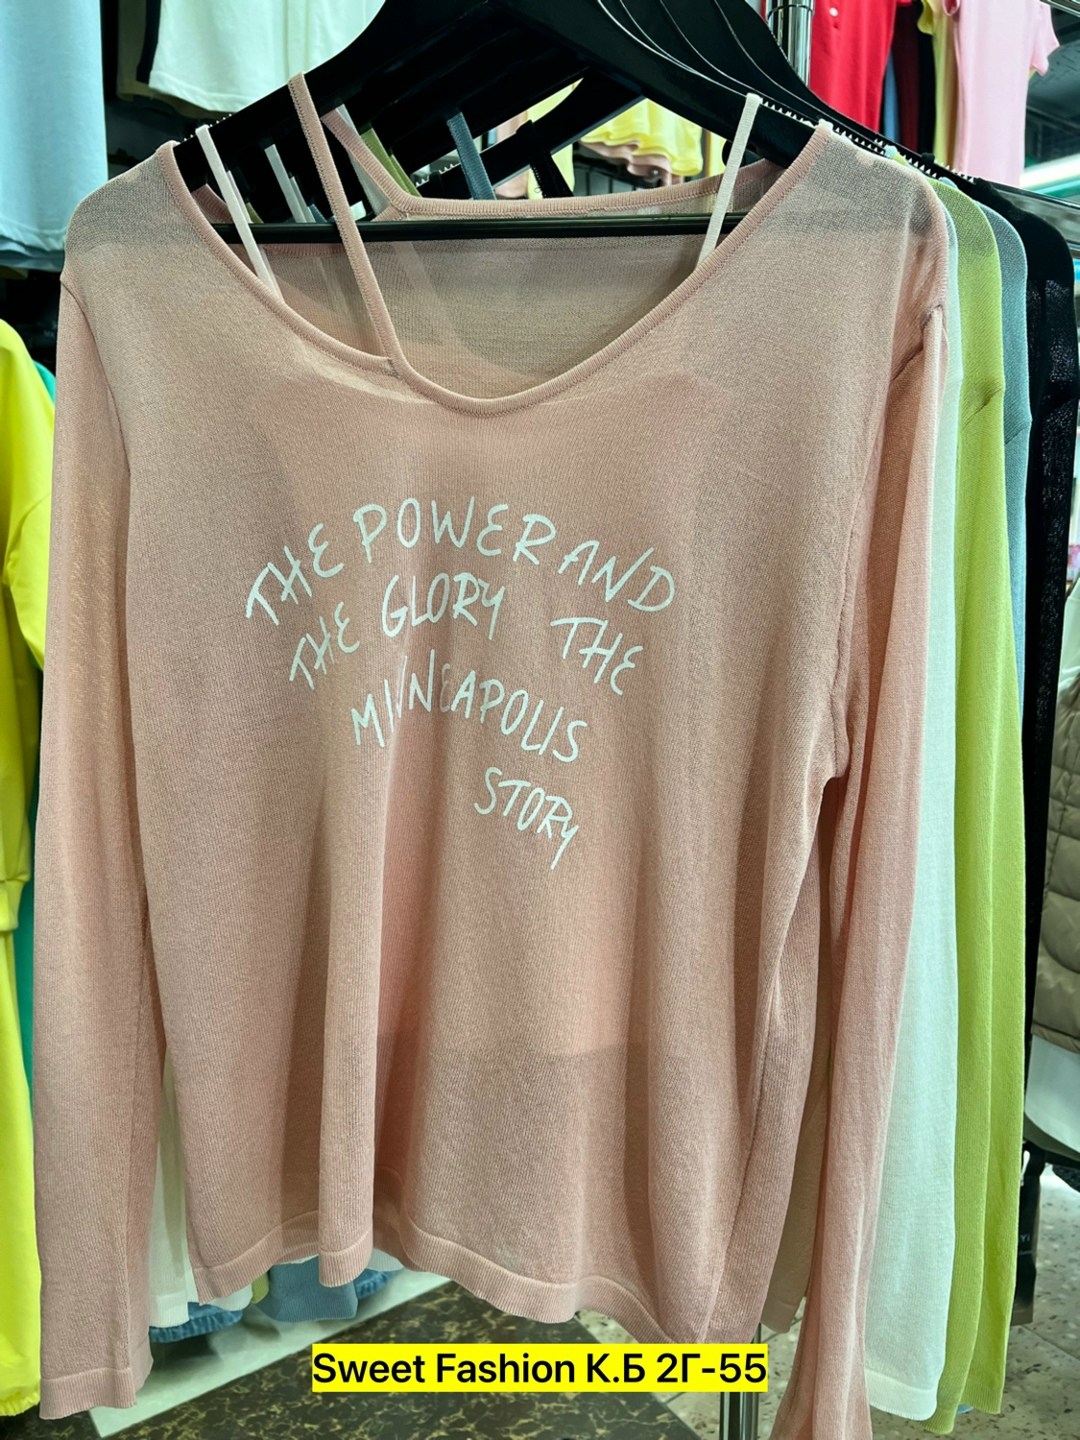 THE POWER AND
THE GLORY THE
MINNEAPOLIS
STORY
Sweet Fashion К.Б 2Г-55